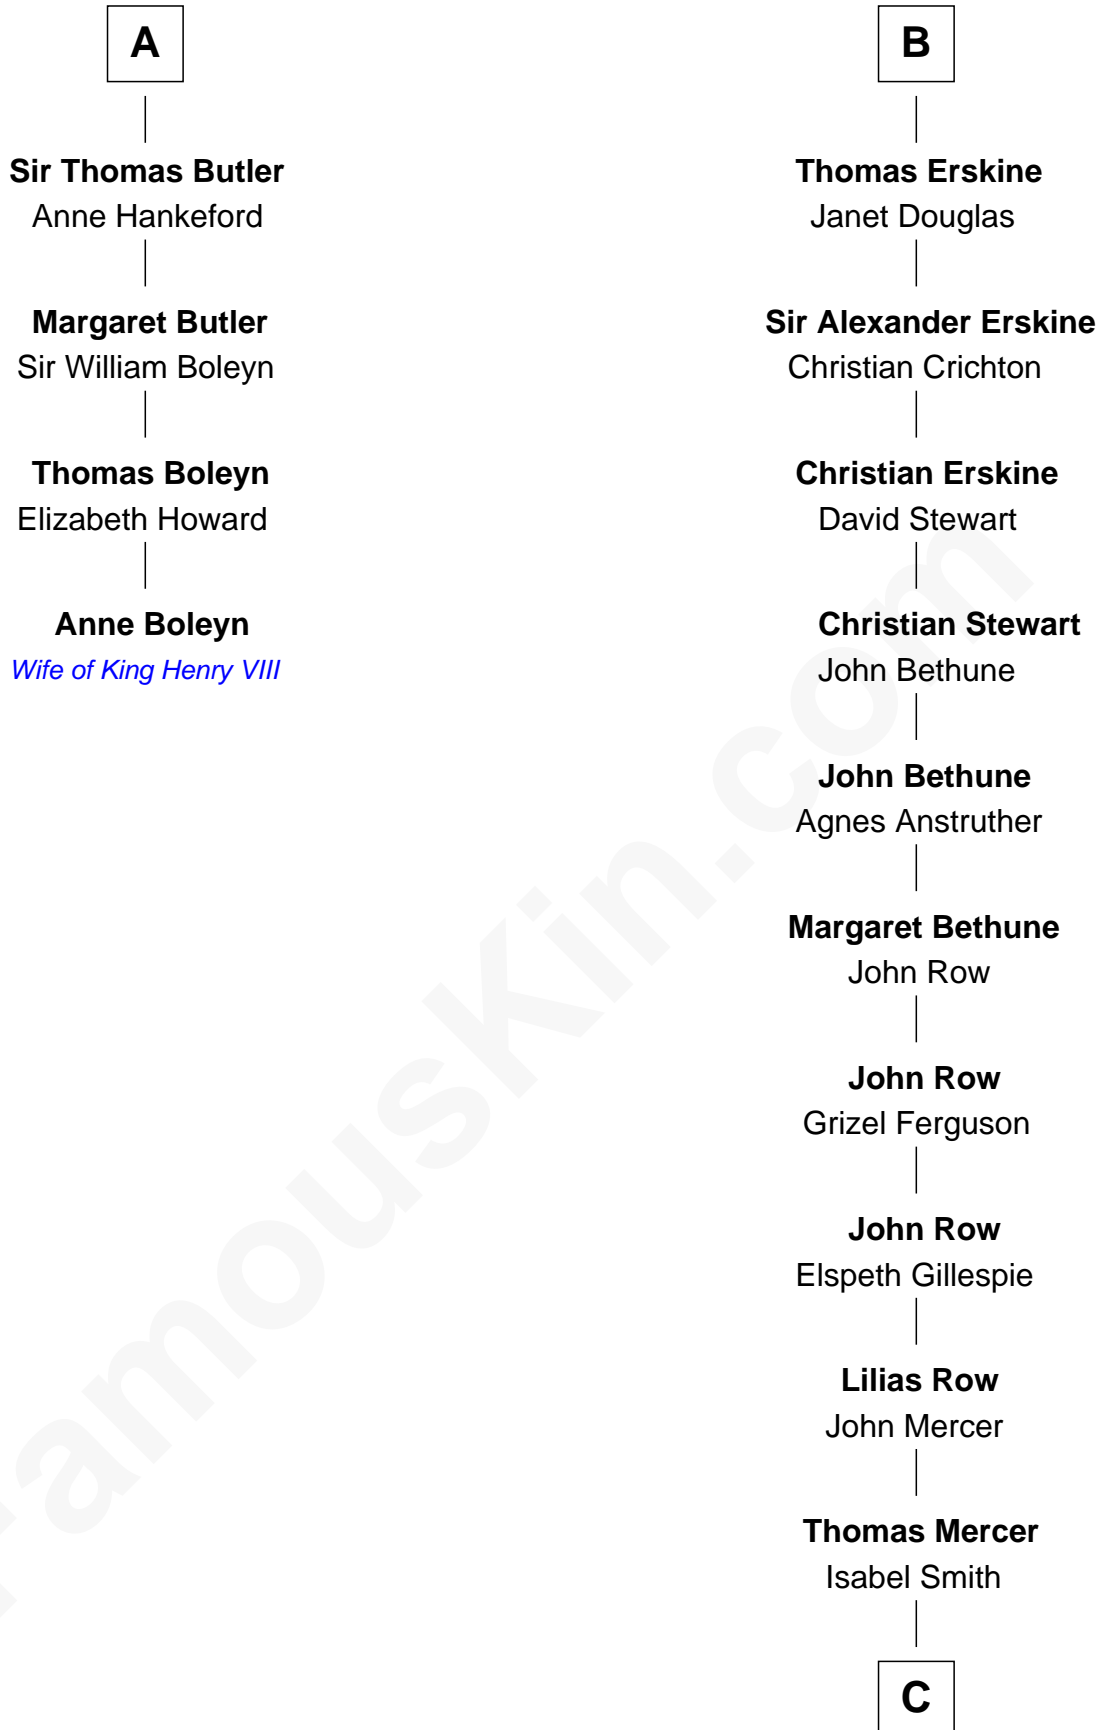 A
Sir Thomas Butler
Anne Hankeford
Margaret Butler
Sir William Boleyn
Thomas Boleyn
Elizabeth Howard
Anne Boleyn
Wife of King Henry VIII
B
Thomas Erskine
Janet Douglas
Sir Alexander Erskine
Christian Crichton
Christian Erskine
David Stewart
Christian Stewart
John Bethune
John Bethune
Agnes Anstruther
Margaret Bethune
John Row
John Row
Grizel Ferguson
John Row
Elspeth Gillespie
Lilias Row
John Mercer
Thomas Mercer
Isabel Smith
C
FamousKin.com